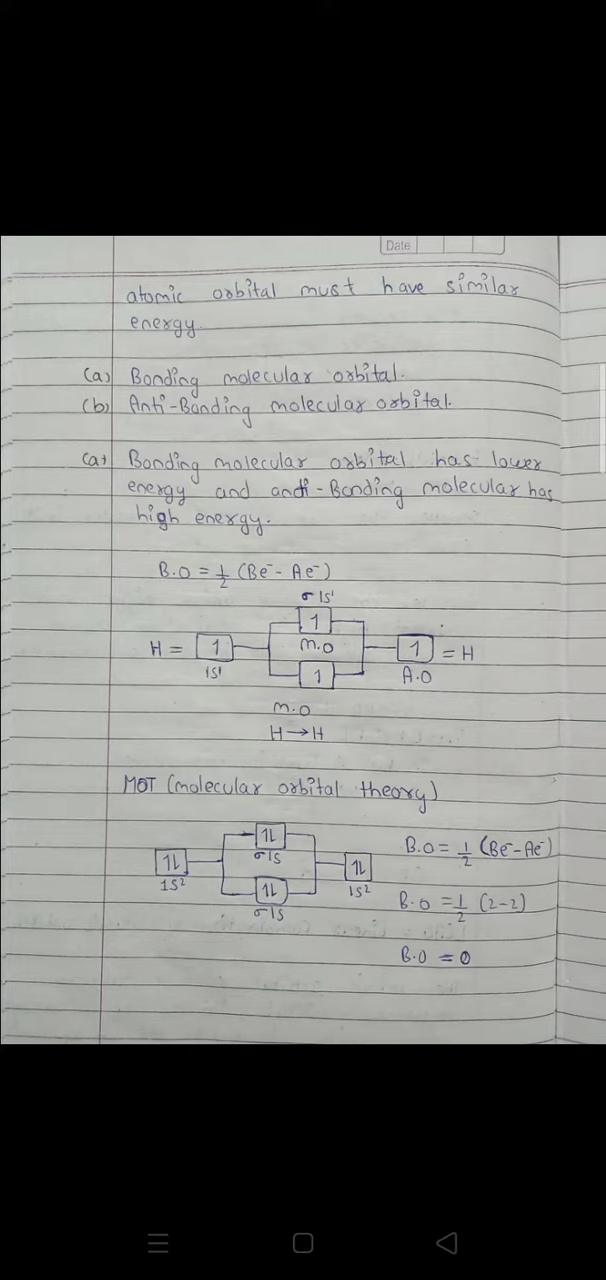 Date
atomic orbital must have similar
energy.
(a) Bonding molecular orbital.
(b) Anti-Bonding molecular orbital.
(a) Bonding molecular orbital has lower
energy and anti-Bonding molecular has
high energy.
B.O = 1/2 (Be⁻ - Ae⁻)
σ 1s¹
1
H = 1 M.O 1 = H
1s¹ 1 A.O
M.O
H → H
MOT (molecular orbital theory)
1L B.O = 1/2 (Be⁻ - Ae⁻)
1L σ1s 1L
1s² 1L 1s² B.O = 1/2 (2-2)
σ1s
B.O = 0